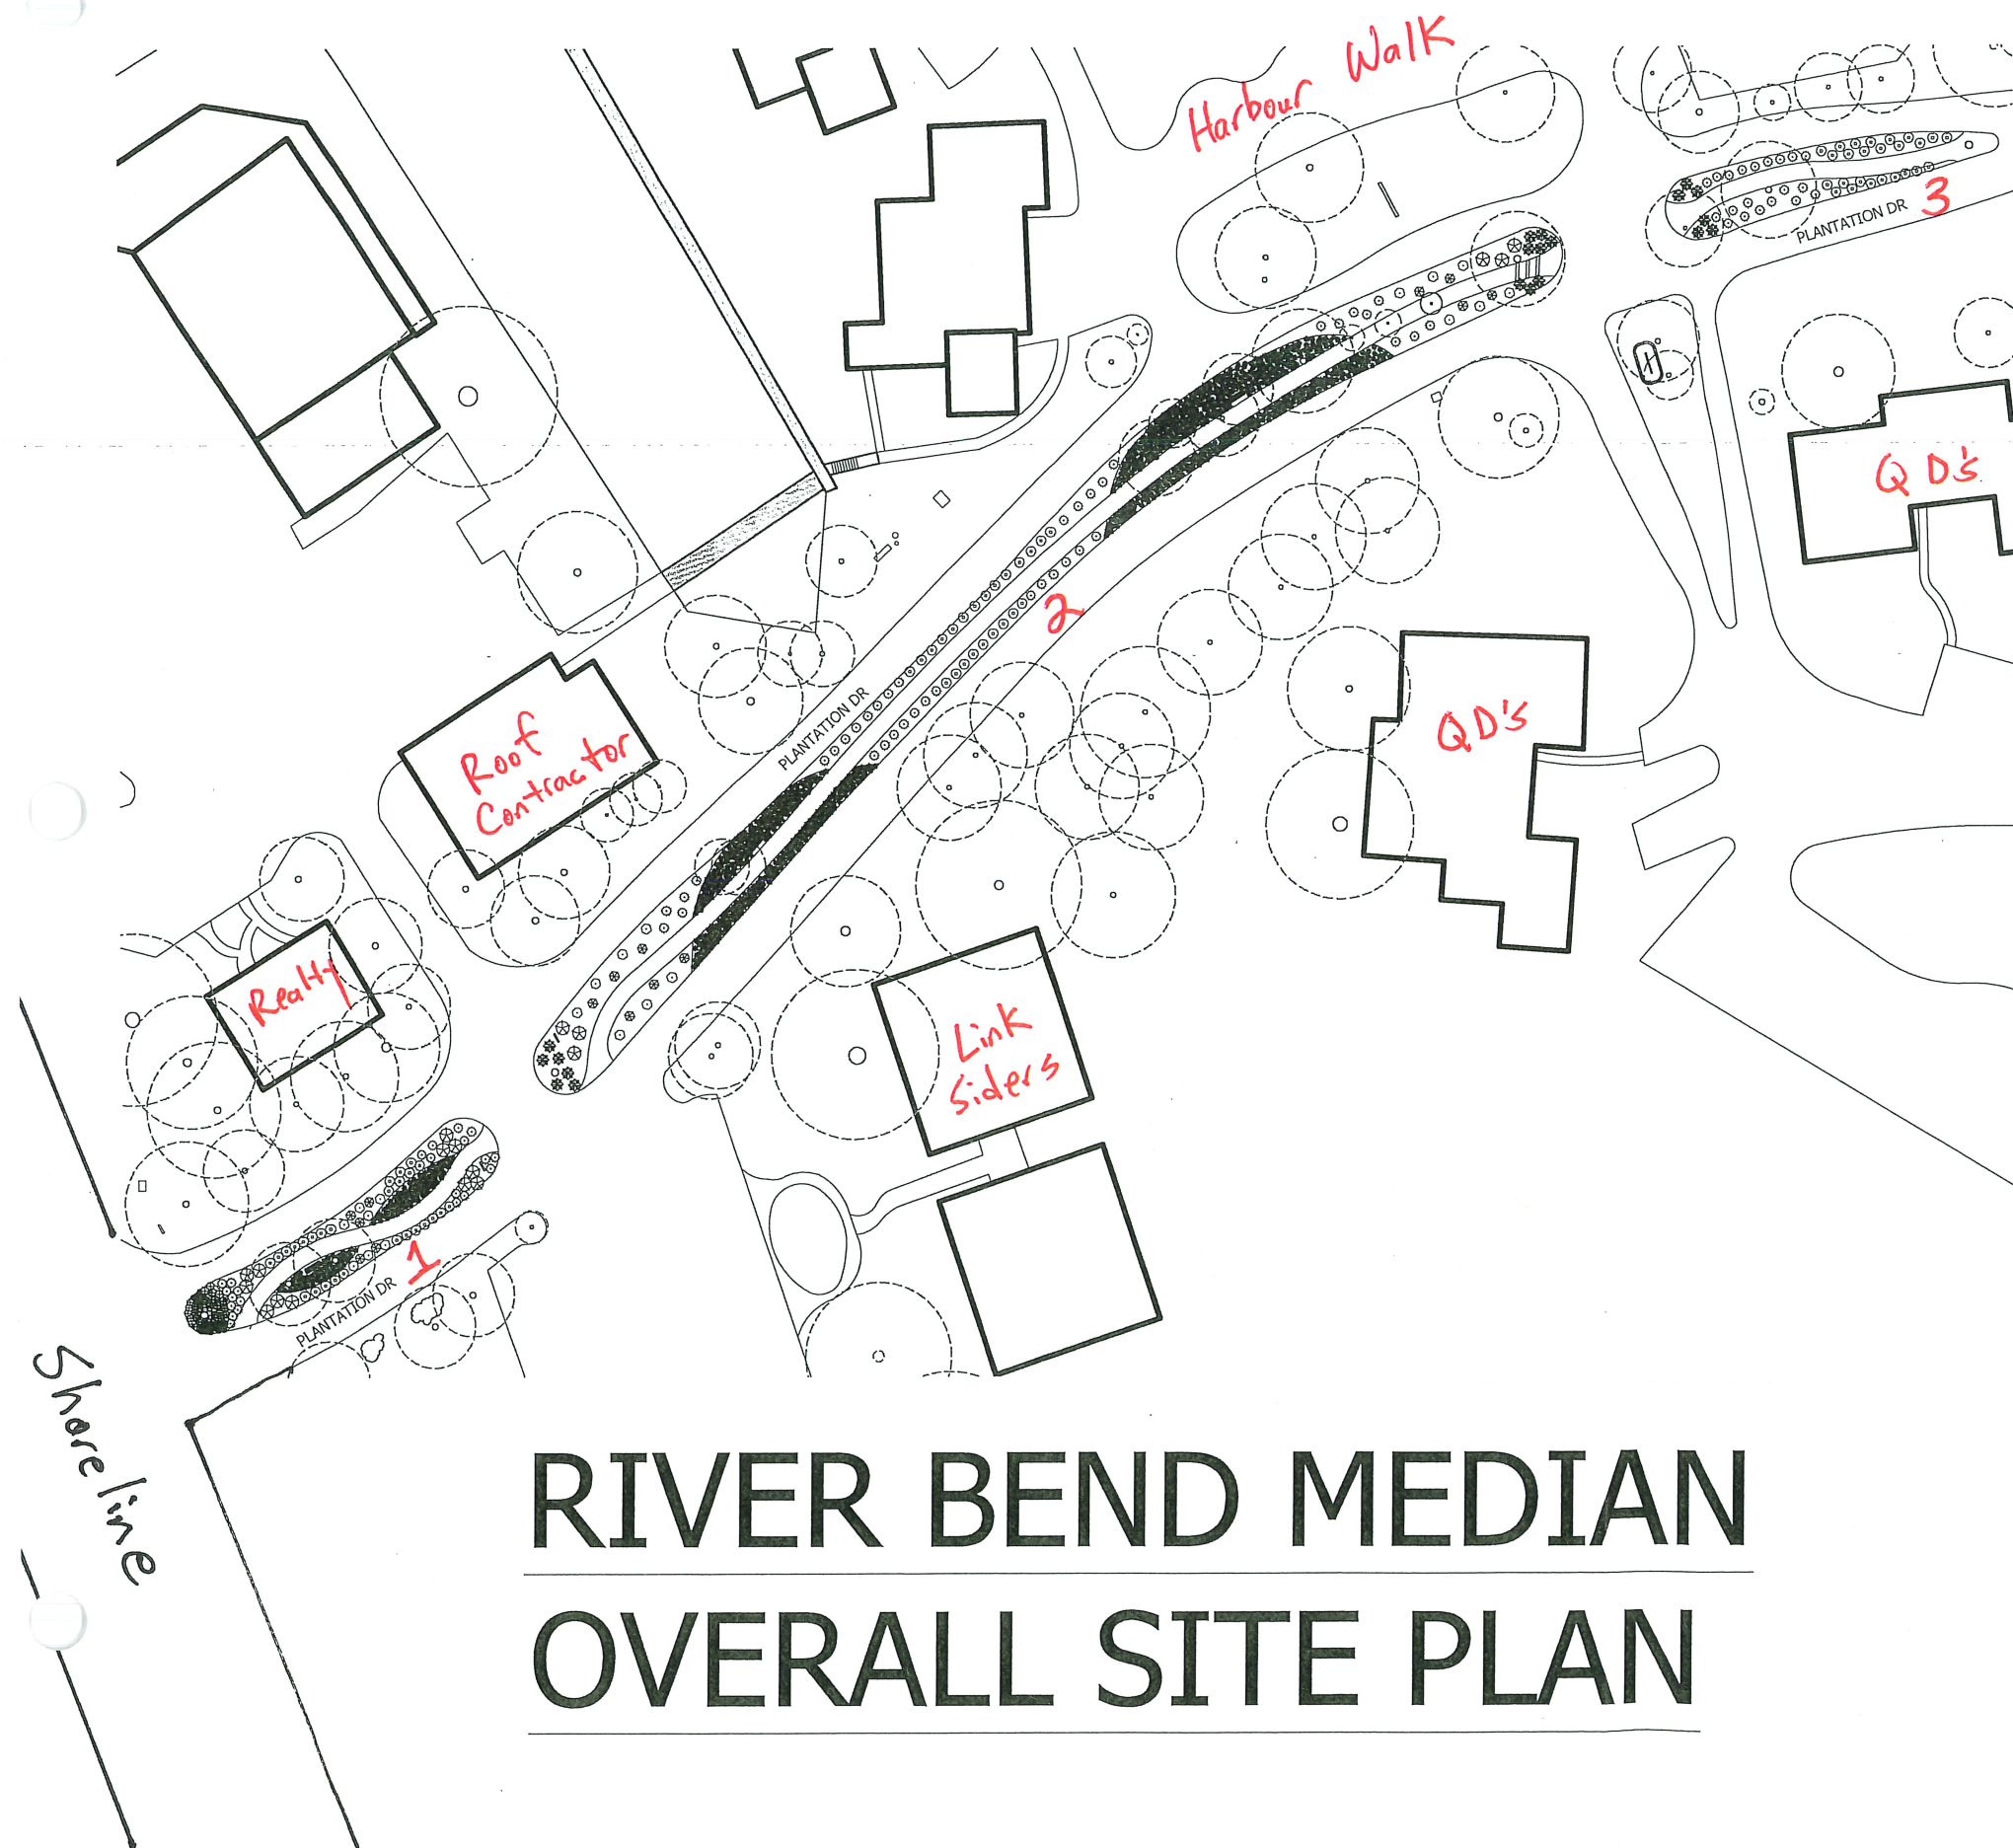 Harbour Walk
3
PLANTATION DR
QD's
2
QD's
PLANTATION DR
Roof
Contractor
Realty
Link
Siders
1
PLANTATION DR
Shoreline
RIVER BEND MEDIAN
OVERALL SITE PLAN